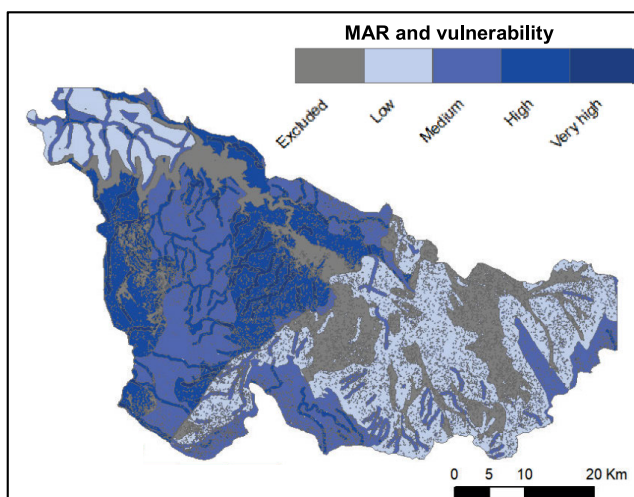 MAR and vulnerability
Excluded
Low
Medium
High
Very high
0 5 10 20 Km